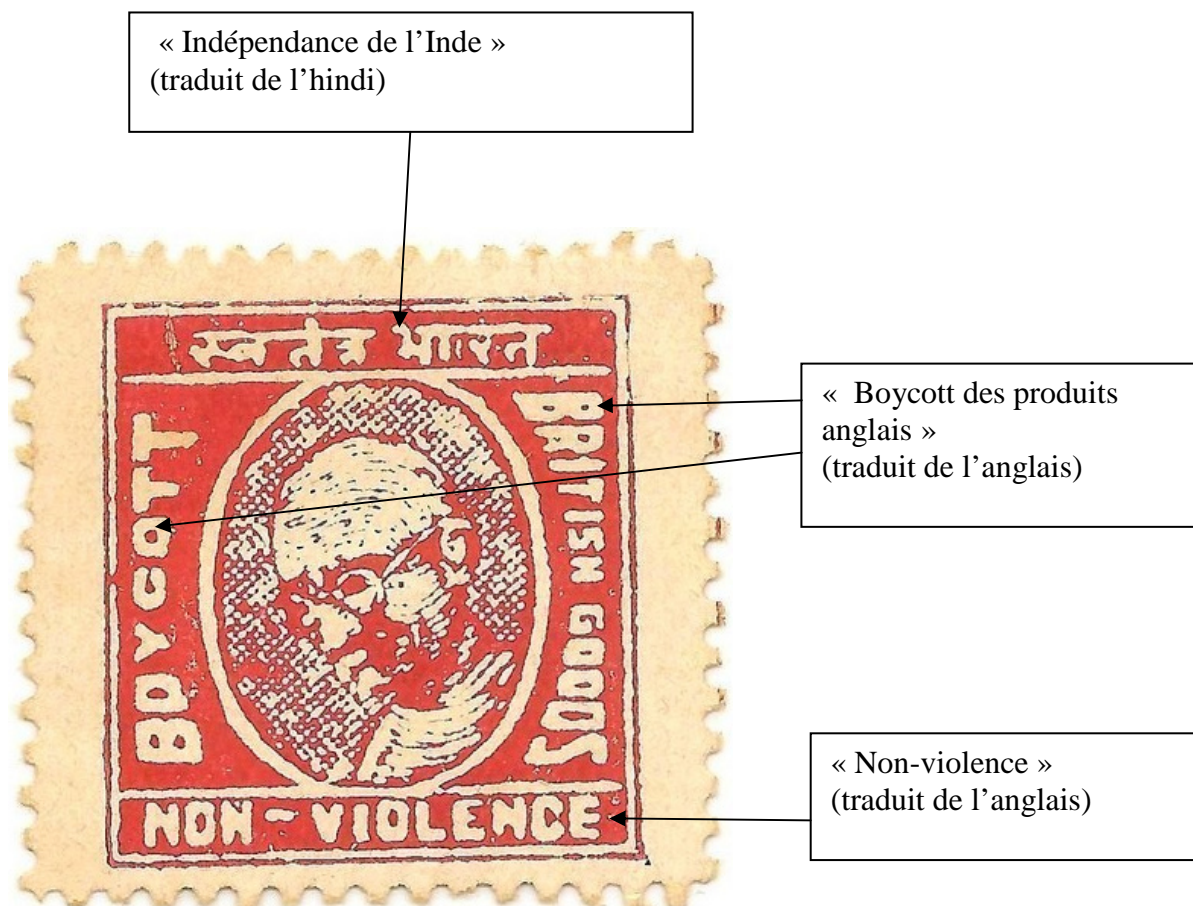 « Indépendance de l’Inde »
(traduit de l’hindi)
स्वतंत्र भारत
BOYCOTT
BRITISH GOODS
NON-VIOLENCE
« Boycott des produits
anglais »
(traduit de l’anglais)
« Non-violence »
(traduit de l’anglais)